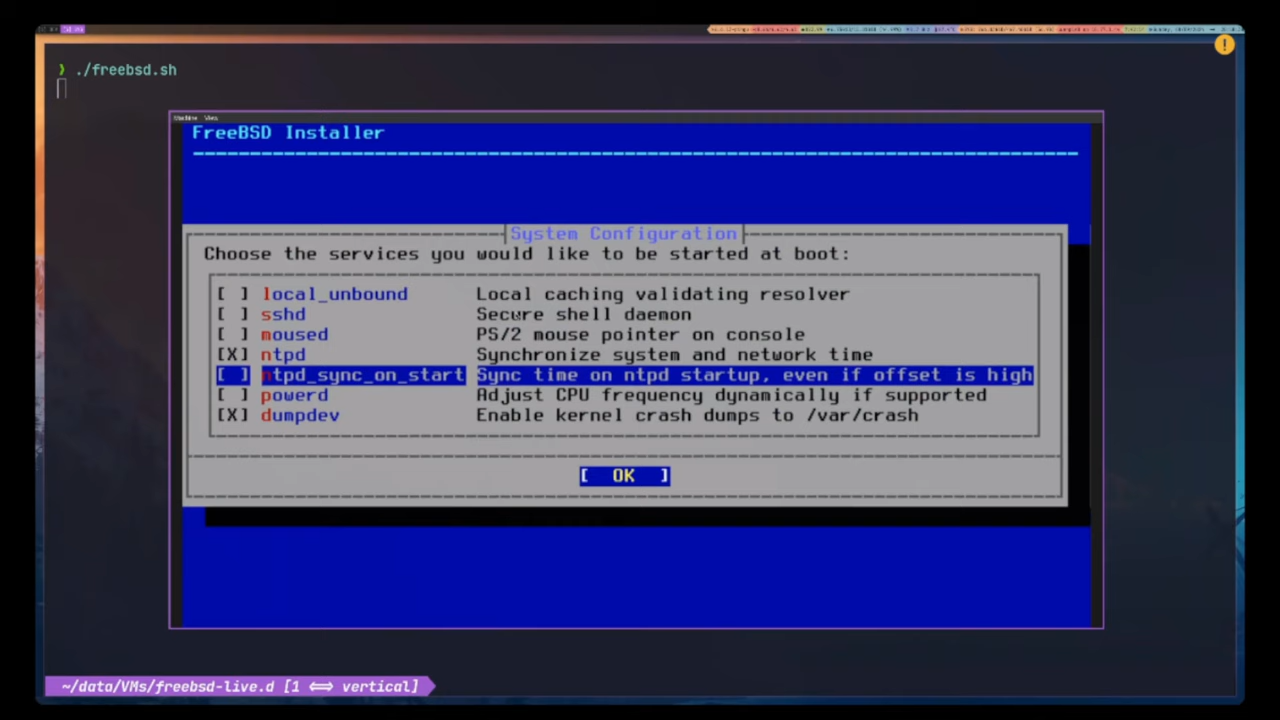 ❯ ./freebsd.sh
Machine View
FreeBSD Installer
System Configuration
Choose the services you would like to be started at boot:
[ ] local_unbound Local caching validating resolver
[ ] sshd Secure shell daemon
[ ] moused PS/2 mouse pointer on console
[X] ntpd Synchronize system and network time
[ ] ntpd_sync_on_start Sync time on ntpd startup, even if offset is high
[ ] powerd Adjust CPU frequency dynamically if supported
[X] dumpdev Enable kernel crash dumps to /var/crash
[ OK ]
~/data/VMs/freebsd-live.d [1 ⟺ vertical]